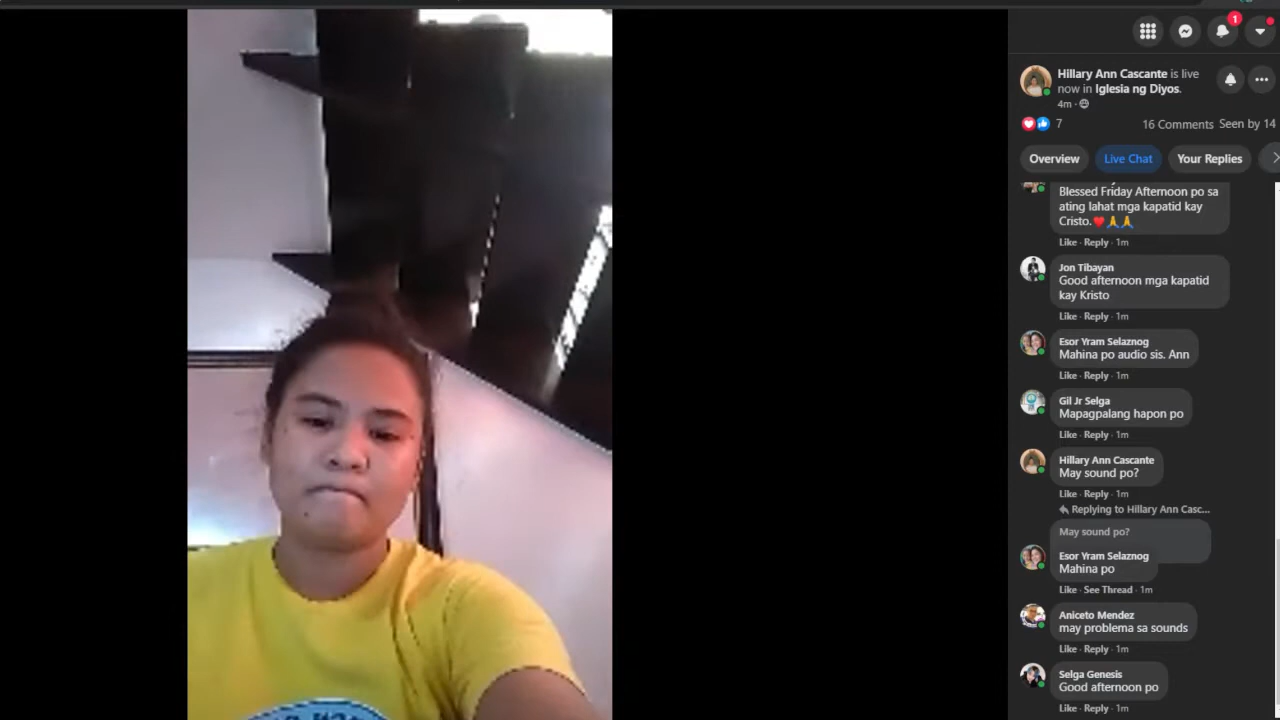 1
Hillary Ann Cascante is live
now in Iglesia ng Diyos.
4m ·
7
16 Comments Seen by 14
Overview
Live Chat
Your Replies
Blessed Friday Afternoon po sa
ating lahat mga kapatid kay
Cristo.❤️🙏🙏
Like · Reply · 1m
Jon Tibayan
Good afternoon mga kapatid
kay Kristo
Like · Reply · 1m
Esor Yram Selaznog
Mahina po audio sis. Ann
Like · Reply · 1m
Gil Jr Selga
Mapagpalang hapon po
Like · Reply · 1m
Hillary Ann Cascante
May sound po?
Like · Reply · 1m
Replying to Hillary Ann Casc...
May sound po?
Esor Yram Selaznog
Mahina po
Like · See Thread · 1m
Aniceto Mendez
may problema sa sounds
Like · Reply · 1m
Selga Genesis
Good afternoon po
Like · Reply · 1m